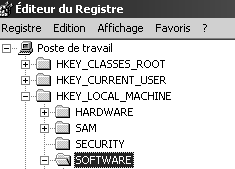 Éditeur du Registre
Registre Edition Affichage Favoris ?
Poste de travail
HKEY_CLASSES_ROOT
HKEY_CURRENT_USER
HKEY_LOCAL_MACHINE
HARDWARE
SAM
SECURITY
SOFTWARE